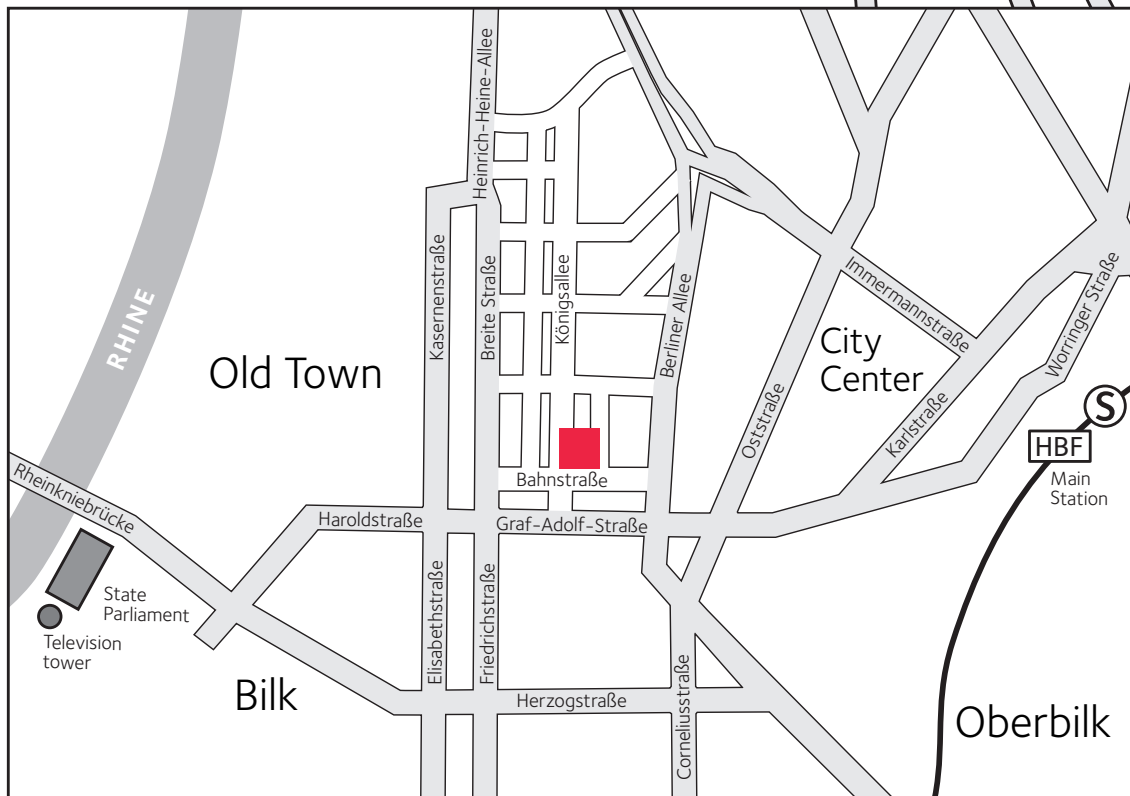 Heinrich-Heine-Allee
Kasernenstraße
Breite Straße
Königsallee
Berliner Allee
Immermannstraße
Worringer Straße
RHINE
Old Town
City
Center
Oststraße
Karlstraße
S
HBF
Main
Station
Rheinkniebrücke
Bahnstraße
Haroldstraße
Graf-Adolf-Straße
State
Parliament
Television
tower
Elisabethstraße
Friedrichstraße
Corneliusstraße
Herzogstraße
Bilk
Oberbilk